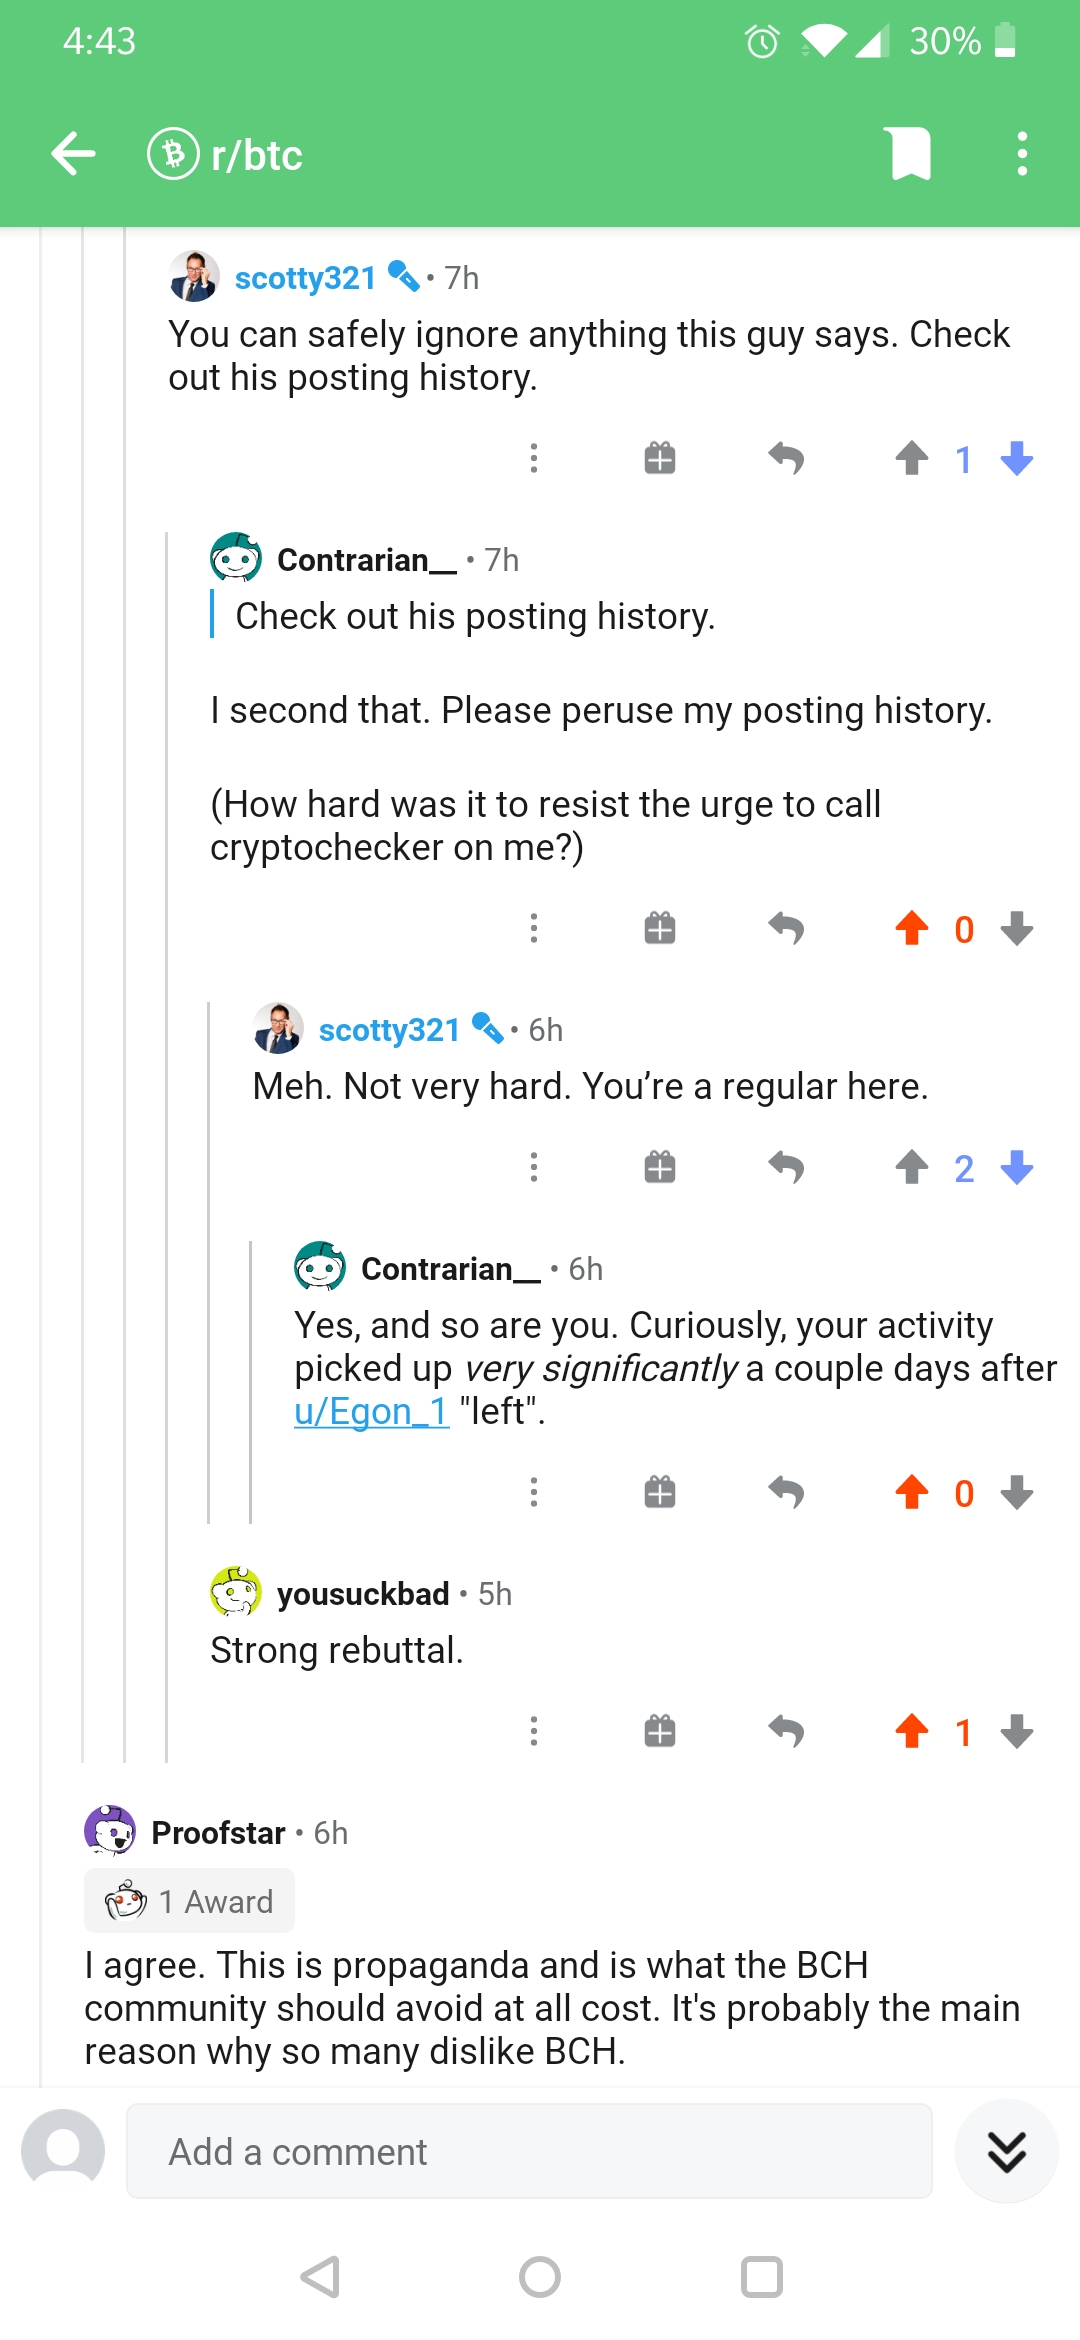 4:43
30%
r/btc
scotty321 • 7h
You can safely ignore anything this guy says. Check
out his posting history.
1
Contrarian__ • 7h
Check out his posting history.
I second that. Please peruse my posting history.
(How hard was it to resist the urge to call
cryptochecker on me?)
0
scotty321 • 6h
Meh. Not very hard. You’re a regular here.
2
Contrarian__ • 6h
Yes, and so are you. Curiously, your activity
picked up very significantly a couple days after
u/Egon_1 "left".
0
yousuckbad • 5h
Strong rebuttal.
1
Proofstar • 6h
1 Award
I agree. This is propaganda and is what the BCH
community should avoid at all cost. It's probably the main
reason why so many dislike BCH.
Add a comment